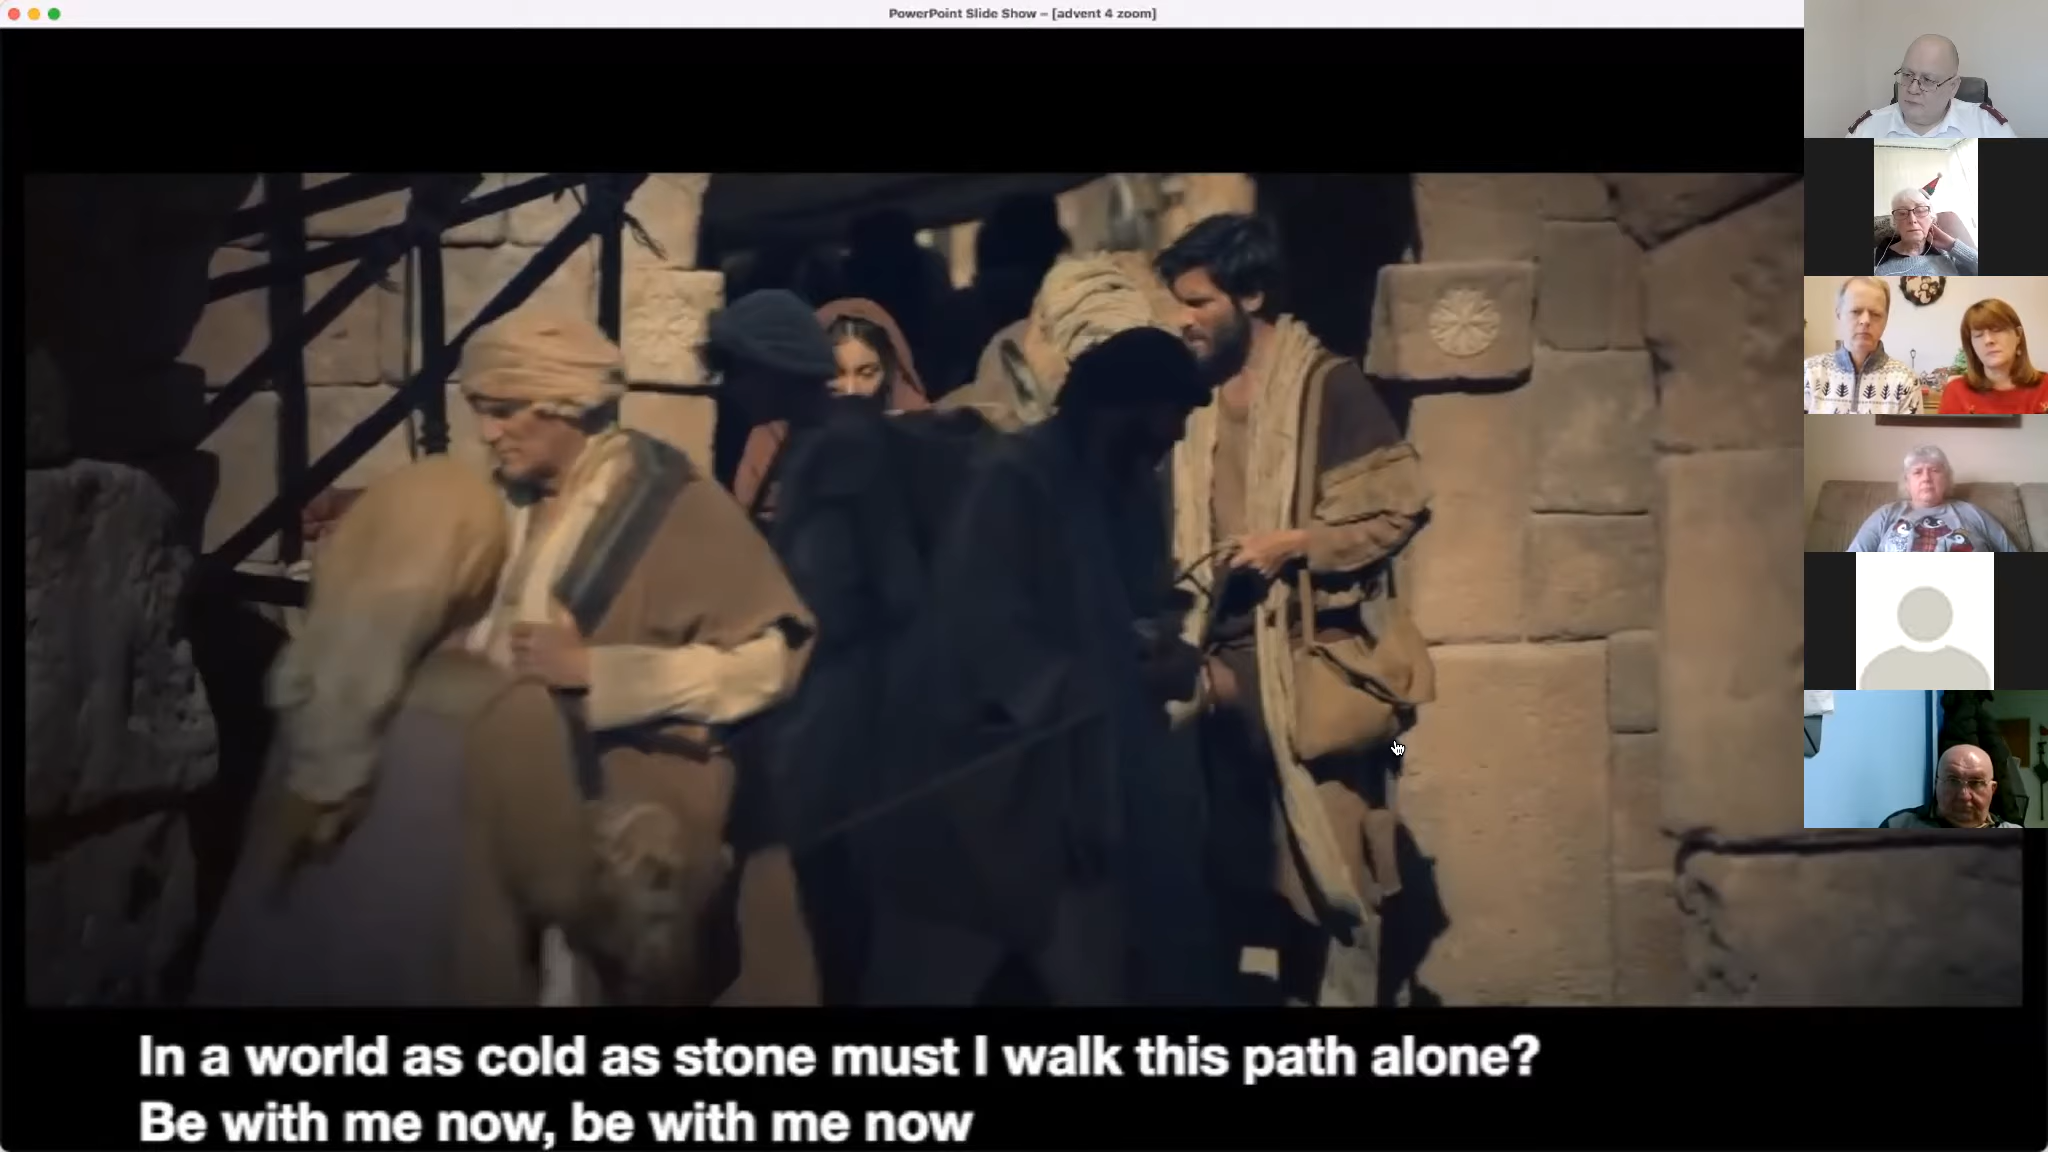 PowerPoint Slide Show – [advent 4 zoom]
In a world as cold as stone must I walk this path alone?
Be with me now, be with me now